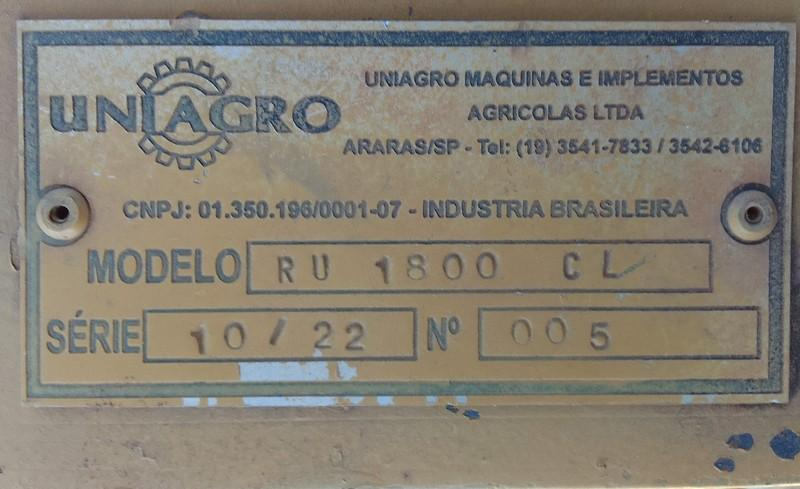 UNIAGRO
UNIAGRO MAQUINAS E IMPLEMENTOS
AGRICOLAS LTDA
ARARAS/SP - Tel: (19) 3541-7833 / 3542-6106
CNPJ: 01.350.196/0001-07 - INDUSTRIA BRASILEIRA
MODELO RU 1800 CL
SÉRIE 10/22 Nº 005